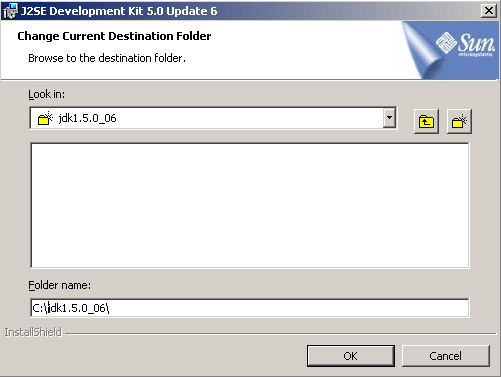 J2SE Development Kit 5.0 Update 6
Change Current Destination Folder
Browse to the destination folder.
Sun
microsystems
Look in:
jdk1.5.0_06
Folder name:
C:\jdk1.5.0_06\
InstallShield
OK
Cancel